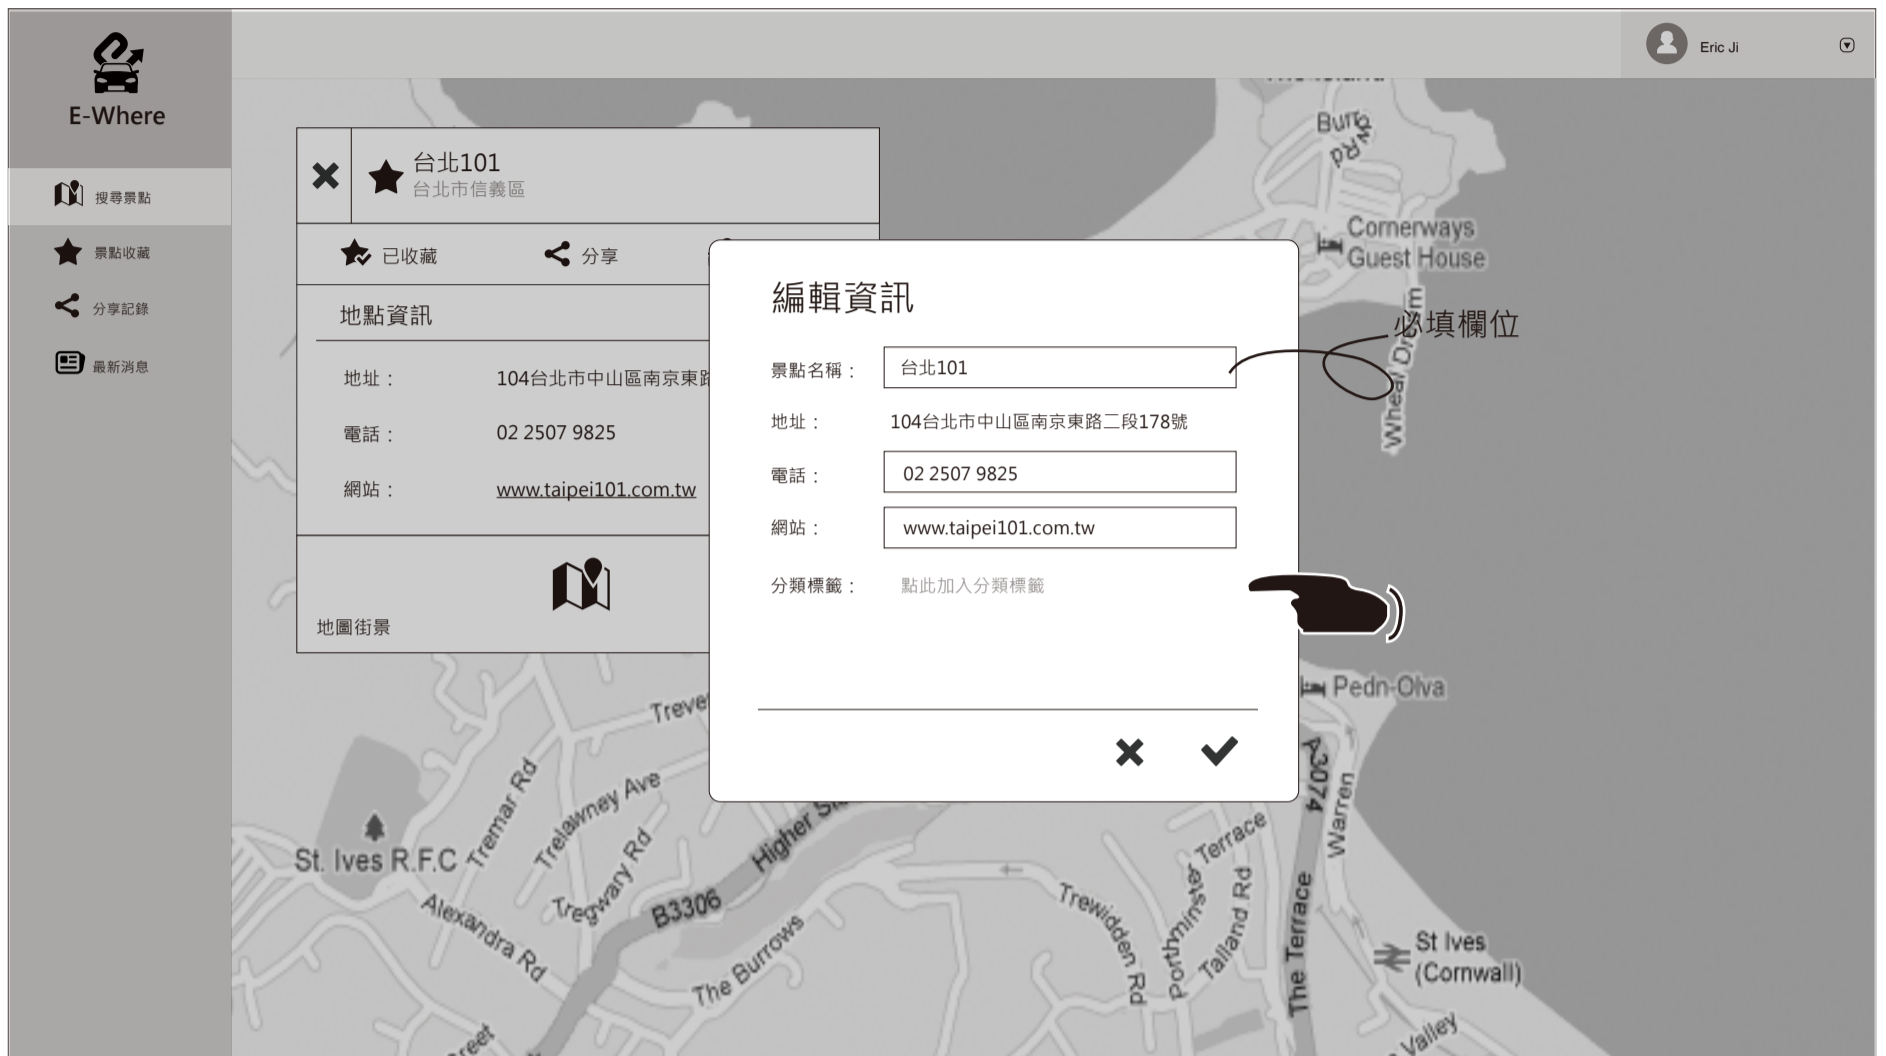 E-Where
Eric Ji
搜尋景點
景點收藏
分享記錄
最新消息
台北101
台北市信義區
已收藏
分享
地點資訊
地址：
104台北市中山區南京東路
電話：
02 2507 9825
網站：
www.taipei101.com.tw
地圖街景
編輯資訊
景點名稱：
台北101
地址：
104台北市中山區南京東路二段178號
電話：
02 2507 9825
網站：
www.taipei101.com.tw
分類標籤：
點此加入分類標籤
必填欄位
Burrow Rd
Cornerways
Guest House
Wheal Dream
Pedn-Olva
A3074
Warren
Tremar Rd
Trelawney Ave
Tregwary Rd
St. Ives R.F.C
Alexandra Rd
B3306
Higher
The Burrows
Trewidden Rd
Porthminster Terrace
Talland Rd
The Terrace
St Ives
(Cornwall)
Valley